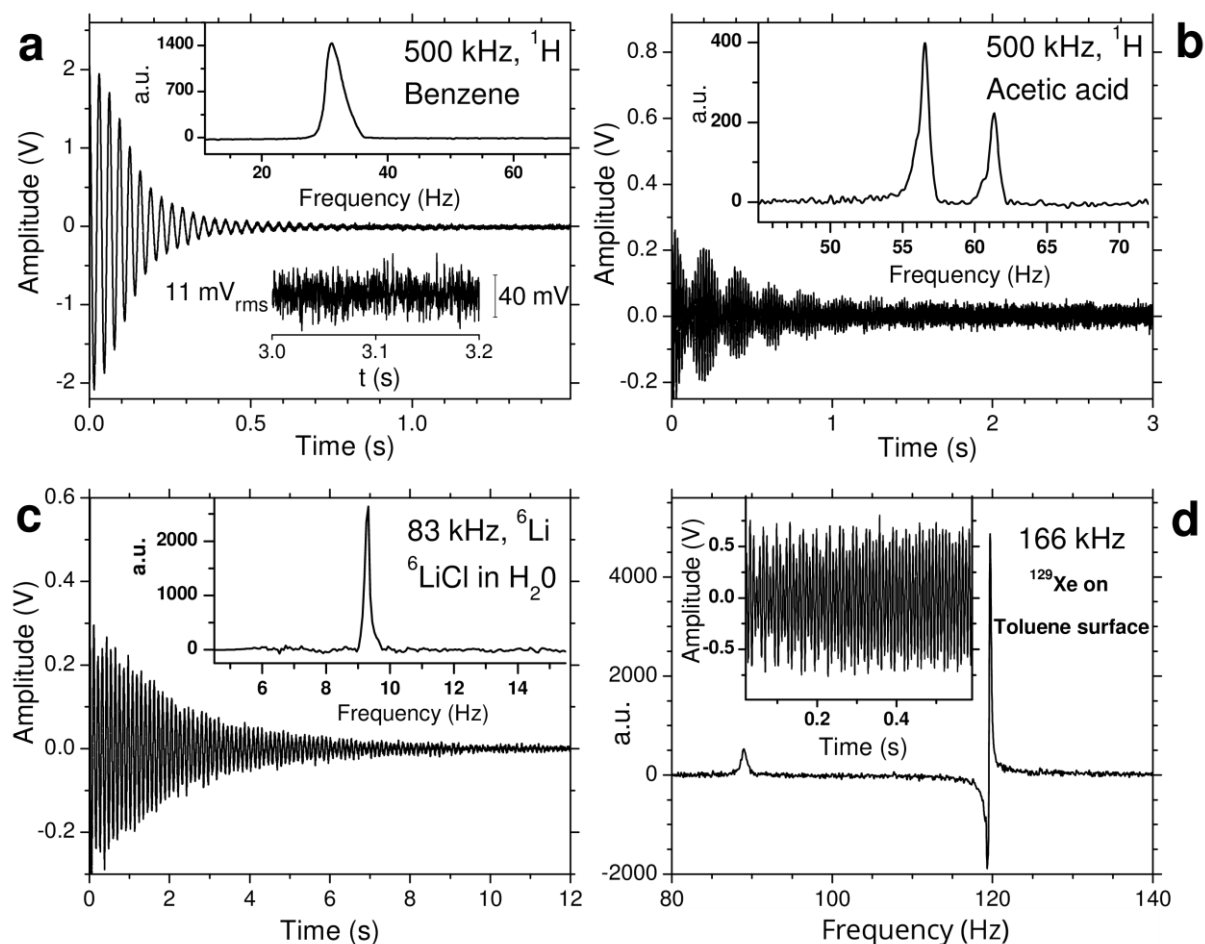 a
500 kHz, ¹H
Benzene
a.u.
1400
700
0
20
40
60
Frequency (Hz)
Amplitude (V)
2
1
0
-1
-2
11 mVrms
40 mV
3.0
3.1
3.2
t (s)
0.0
0.5
1.0
Time (s)
b
500 kHz, ¹H
Acetic acid
a.u.
400
200
0
50
55
60
65
70
Frequency (Hz)
Amplitude (V)
0.8
0.6
0.4
0.2
0.0
-0.2
0
1
2
3
Time (s)
c
83 kHz, ⁶Li
⁶LiCl in H₂0
a.u.
2000
1000
0
6
8
10
12
14
Frequency (Hz)
Amplitude (V)
0.6
0.4
0.2
0.0
-0.2
0
2
4
6
8
10
12
Time (s)
d
166 kHz
¹²⁹Xe on
Toluene surface
Amplitude (V)
0.5
0.0
-0.5
0.2
0.4
Time (s)
a.u.
4000
2000
0
-2000
80
100
120
140
Frequency (Hz)